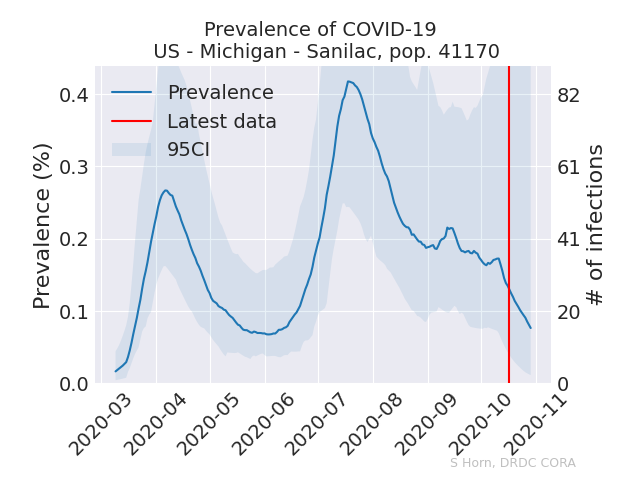 Prevalence of COVID-19
US - Michigan - Sanilac, pop. 41170
Prevalence
Latest data
95CI
Prevalence (%)
0.4
0.3
0.2
0.1
0.0
82
61
41
20
0
# of infections
2020-03
2020-04
2020-05
2020-06
2020-07
2020-08
2020-09
2020-10
2020-11
S Horn, DRDC CORA